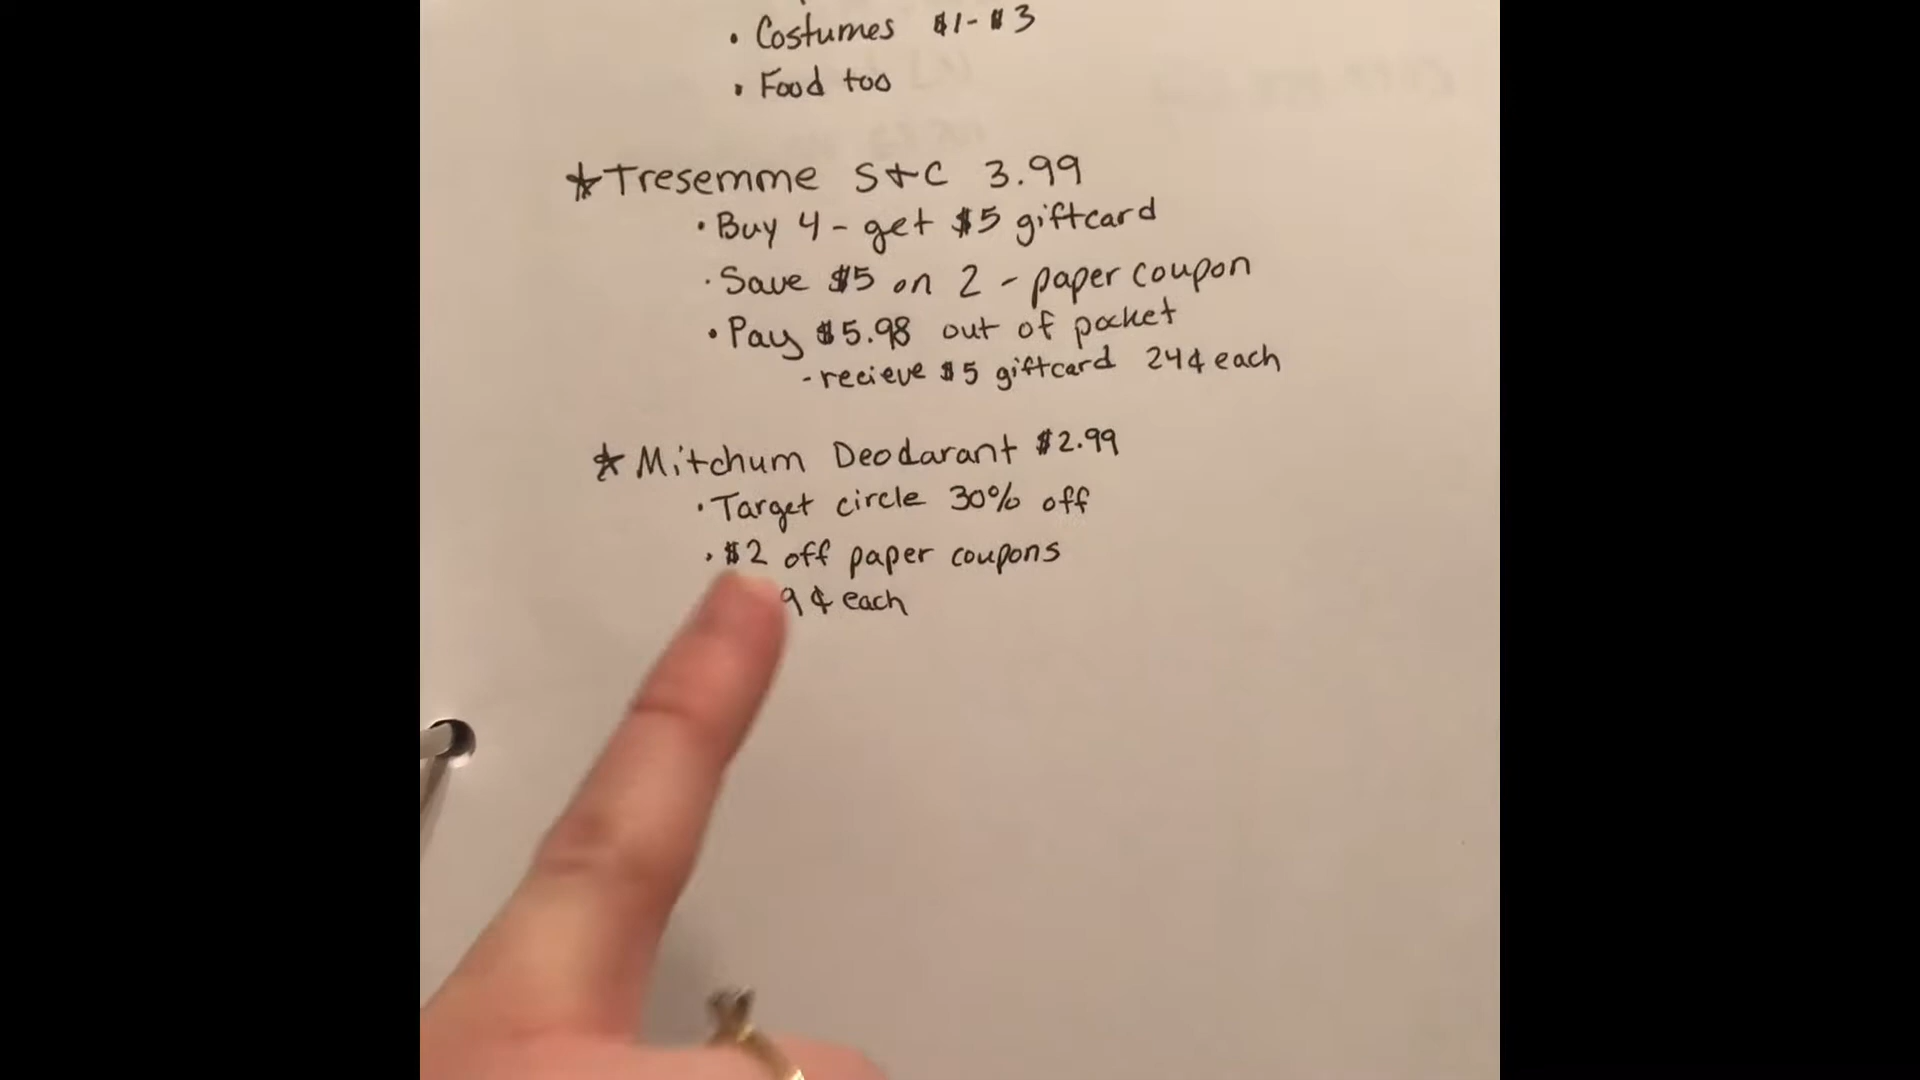 • Costumes $1-$3
• Food too
☆ Tresemme S+C 3.99
• Buy 4 - get $5 giftcard
• Save $5 on 2 - paper coupon
• Pay $5.98 out of pocket
- recieve $5 giftcard 24¢ each
☆ Mitchum Deodarant $2.99
• Target circle 30% off
• $2 off paper coupons
9¢ each